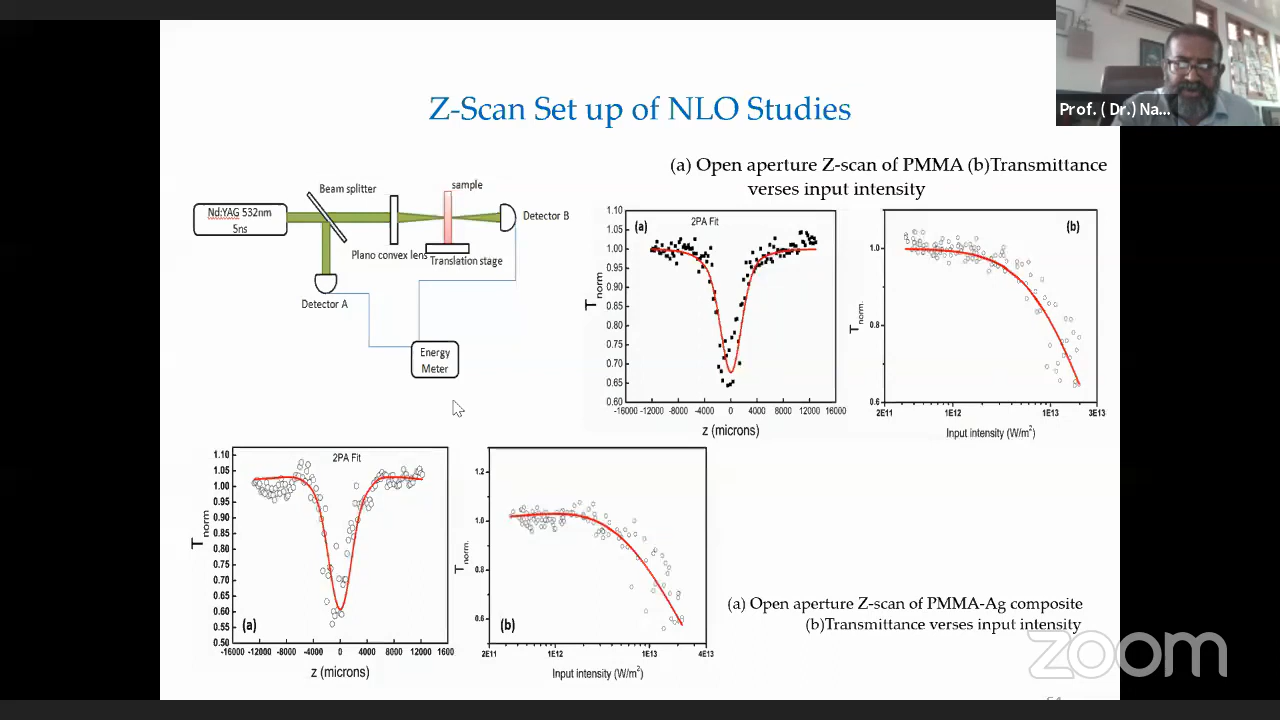 Prof. ( Dr.) Na...
Z-Scan Set up of NLO Studies
(a) Open aperture Z-scan of PMMA (b)Transmittance
verses input intensity
Beam splitter
sample
Nd:YAG 532nm
5ns
Detector B
Plano convex lens
Translation stage
Detector A
Energy
Meter
(a)
2PA Fit
1.10
1.05
1.00
0.95
0.90
0.85
0.80
0.75
0.70
0.65
0.60
Tnorm
-16000 -12000 -8000 -4000 0 4000 8000 12000 16000
z (microns)
(b)
1.0
0.8
0.6
Tnorm.
2E11 1E12 1E13 3E13
Input intensity (W/m²)
2PA Fit
1.10
1.05
1.00
0.95
0.90
0.85
0.80
0.75
0.70
0.65
0.60
0.55
0.50
Tnorm
(a)
-16000 -12000 -8000 -4000 0 4000 8000 12000 1600
z (microns)
1.2
1.0
0.8
0.6
Tnorm.
(b)
2E11 1E12 1E13 4E13
Input intensity (W/m²)
(a) Open aperture Z-scan of PMMA-Ag composite
(b)Transmittance verses input intensity
zoom